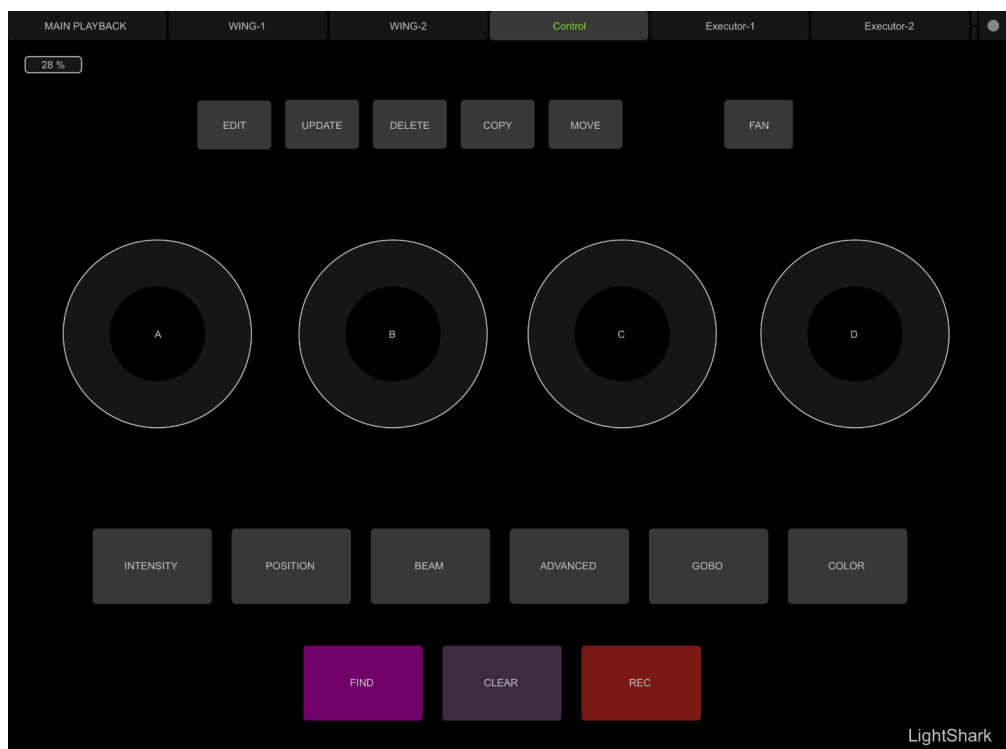 MAIN PLAYBACK WING-1 WING-2 Control Executor-1 Executor-2
28 %
EDIT UPDATE DELETE COPY MOVE FAN
A B C D
INTENSITY POSITION BEAM ADVANCED GOBO COLOR
FIND CLEAR REC
LightShark